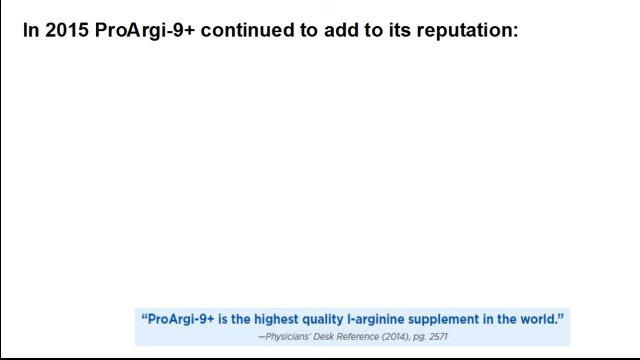 In 2015 ProArgi-9+ continued to add to its reputation:
“ProArgi-9+ is the highest quality l-arginine supplement in the world.”
—Physicians’ Desk Reference (2014), pg. 2571